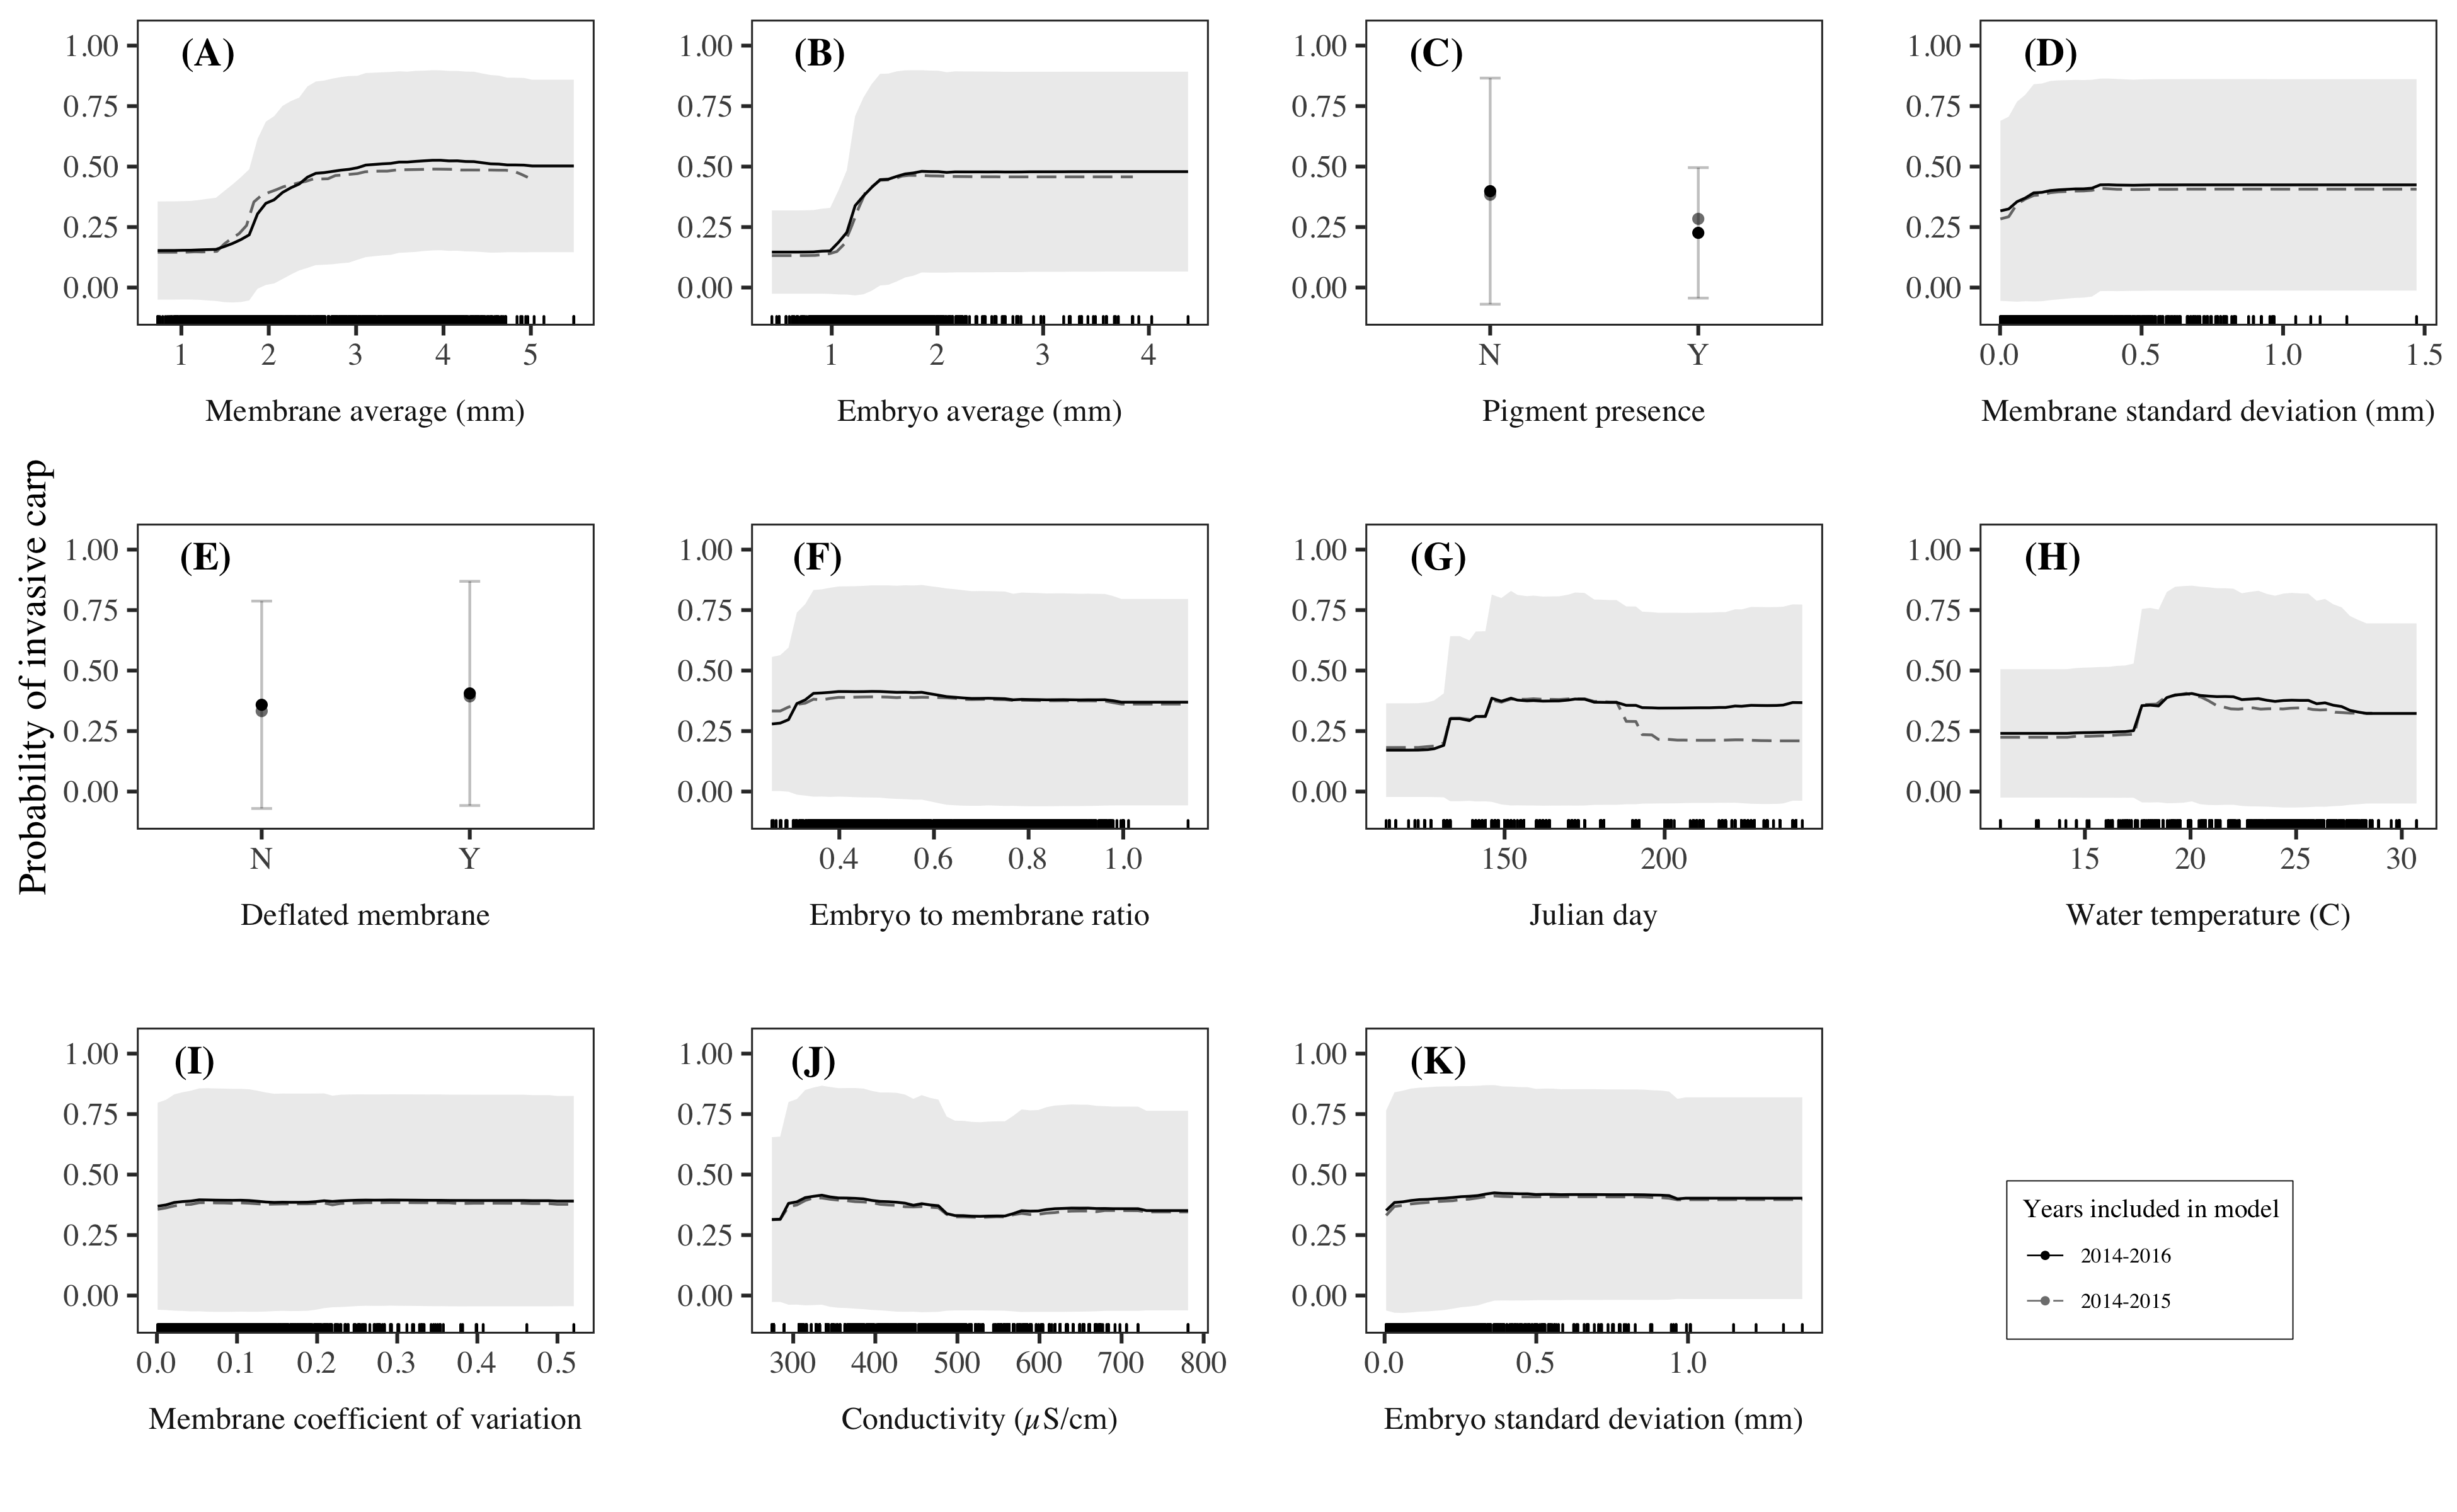 Probability of invasive carp
(A)
1.00
0.75
0.50
0.25
0.00
1 2 3 4 5
Membrane average (mm)
(B)
1.00
0.75
0.50
0.25
0.00
1 2 3 4
Embryo average (mm)
(C)
1.00
0.75
0.50
0.25
0.00
N Y
Pigment presence
(D)
1.00
0.75
0.50
0.25
0.00
0.0 0.5 1.0 1.5
Membrane standard deviation (mm)
(E)
1.00
0.75
0.50
0.25
0.00
N Y
Deflated membrane
(F)
1.00
0.75
0.50
0.25
0.00
0.4 0.6 0.8 1.0
Embryo to membrane ratio
(G)
1.00
0.75
0.50
0.25
0.00
150 200
Julian day
(H)
1.00
0.75
0.50
0.25
0.00
15 20 25 30
Water temperature (C)
(I)
1.00
0.75
0.50
0.25
0.00
0.0 0.1 0.2 0.3 0.4 0.5
Membrane coefficient of variation
(J)
1.00
0.75
0.50
0.25
0.00
300 400 500 600 700 800
Conductivity (μS/cm)
(K)
1.00
0.75
0.50
0.25
0.00
0.0 0.5 1.0
Embryo standard deviation (mm)
Years included in model
2014-2016
2014-2015